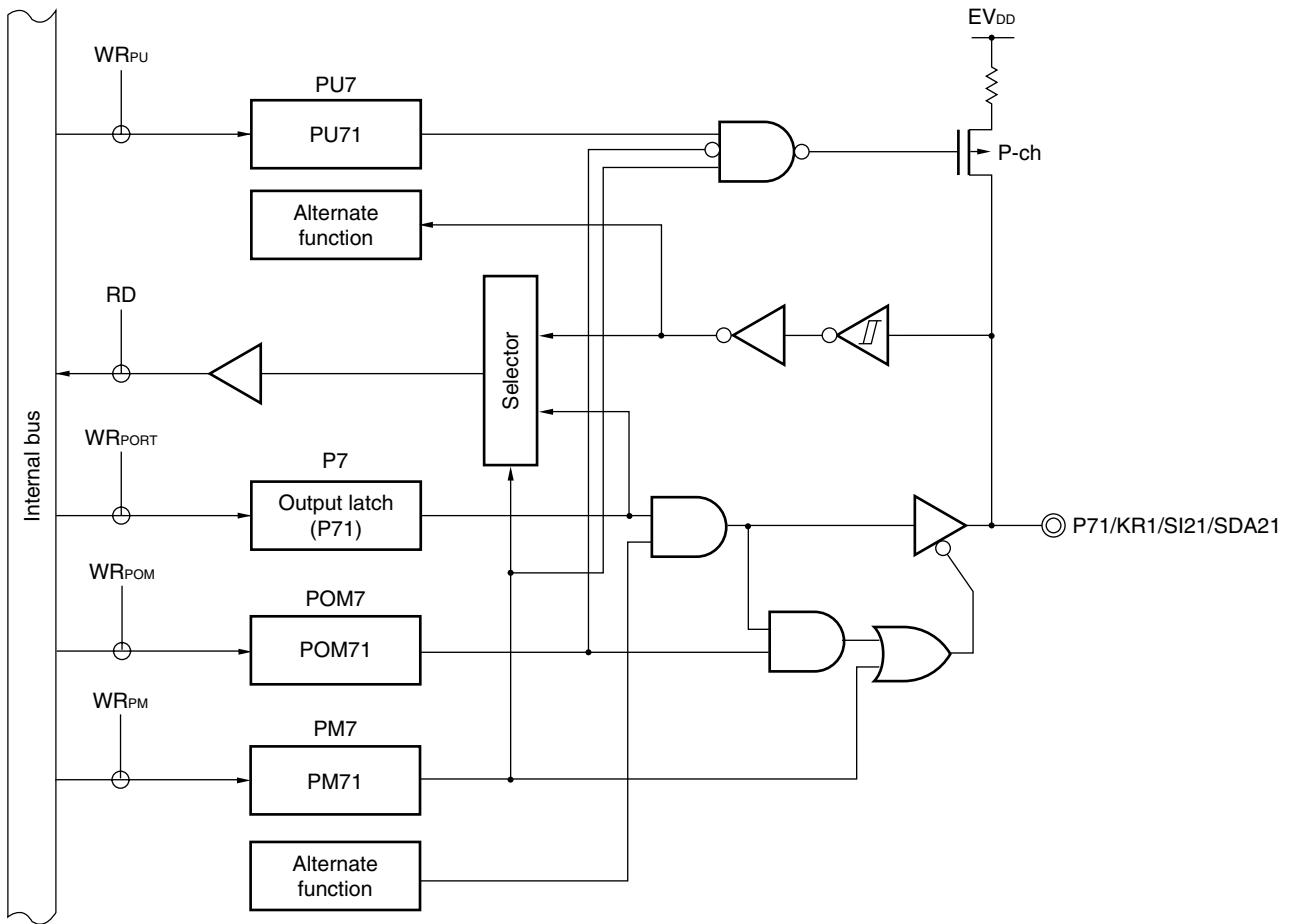 EVDD
WRPU
PU7
PU71
P-ch
Alternate
function
RD
Selector
Internal bus
WRPORT
P7
Output latch
(P71)
P71/KR1/SI21/SDA21
WRPOM
POM7
POM71
WRPM
PM7
PM71
Alternate
function